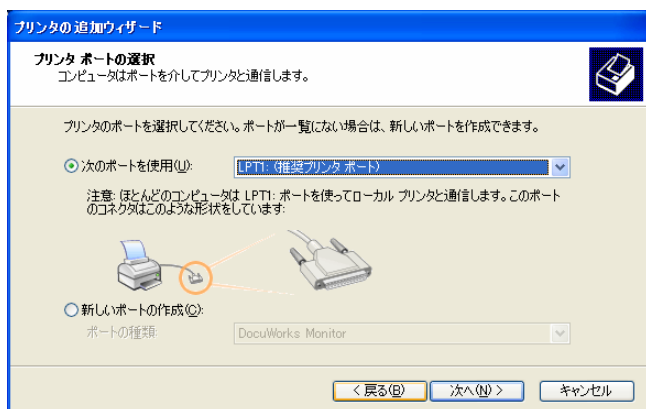 プリンタの追加ウィザード
プリンタ ポートの選択
コンピュータはポートを介してプリンタと通信します。
プリンタのポートを選択してください。ポートが一覧にない場合は、新しいポートを作成できます。
次のポートを使用(U): LPT1: (推奨プリンタ ポート)
注意: ほとんどのコンピュータは LPT1: ポートを使ってローカル プリンタと通信します。このポート
のコネクタはこのような形状をしています:
新しいポートの作成(C):
ポートの種類: DocuWorks Monitor
< 戻る(B) 次へ(N) > キャンセル